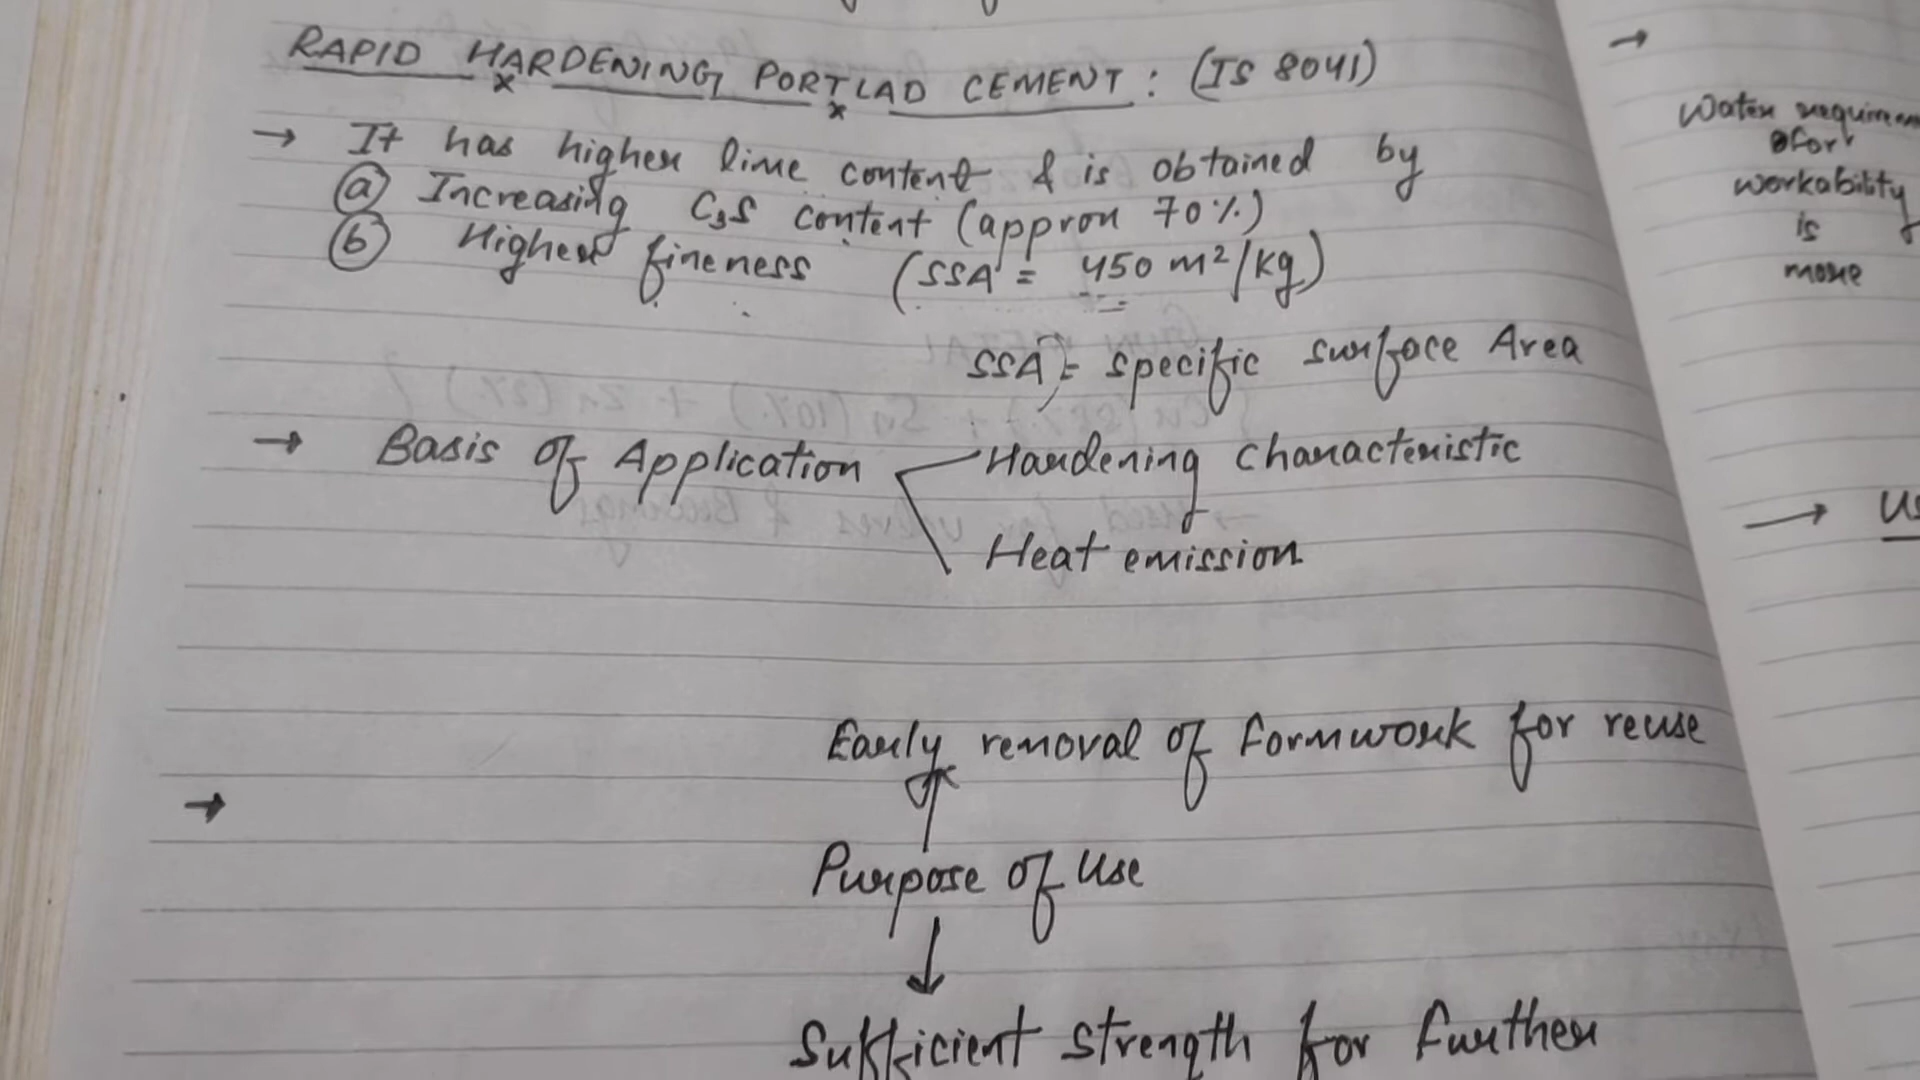 RAPID HARDENING PORTLAD CEMENT: (IS 8041)
→ It has higher lime content & is obtained by
(a) Increasing C3S content (approx 70%)
(b) Higher fineness (SSA = 450 m²/kg)
SSA = specific surface Area
→ Basis of Application
Hardening characteristic
Heat emission
Early removal of formwork for reuse
→
Purpose of Use
↓
Sufficient strength for further
→
Water
for
workability
is
more
→